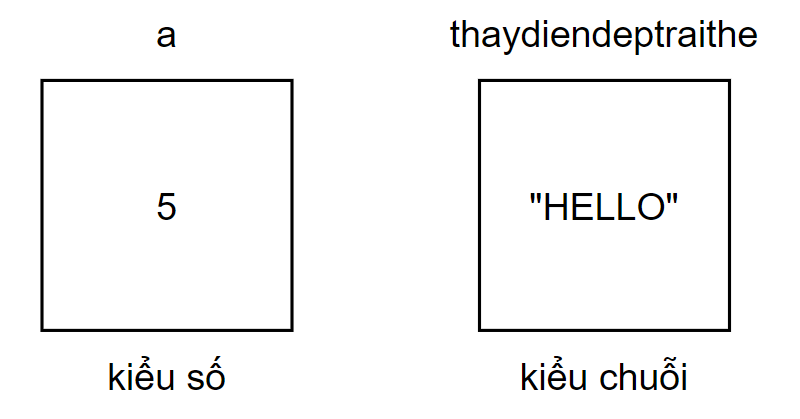 a
thaydiendeptraithe
5
"HELLO"
kiểu số
kiểu chuỗi